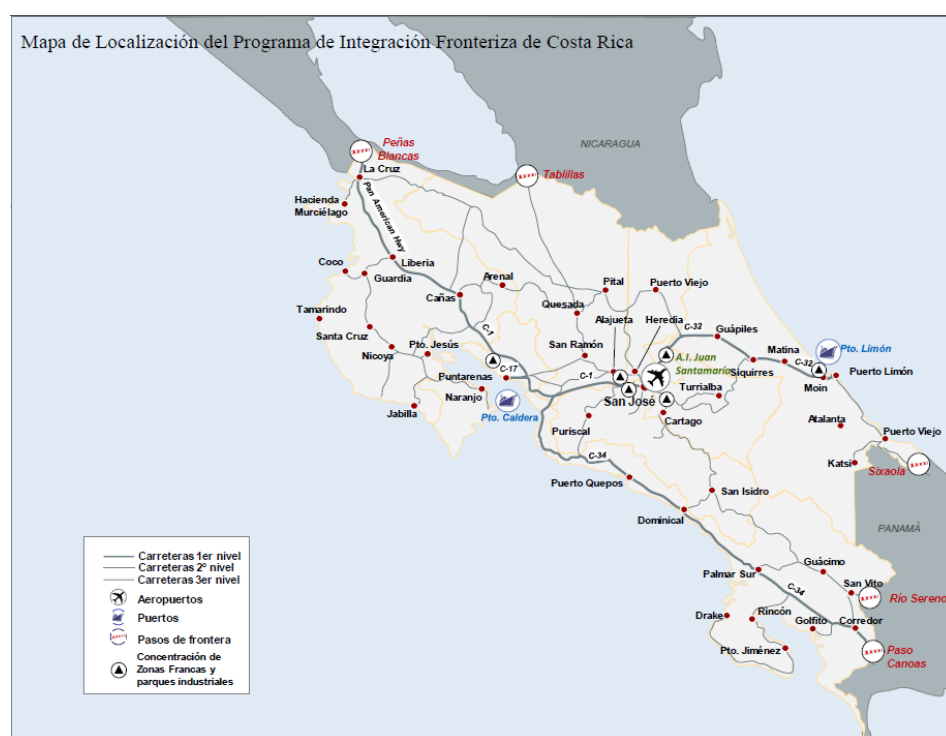 Mapa de Localización del Programa de Integración Fronteriza de Costa Rica
NICARAGUA
Peñas
Blancas
La Cruz
Tablillas
Hacienda
Murciélago
Pan American Hwy
Coco
Liberia
Guardia
Arenal
Cañas
Pital
Puerto Viejo
Tamarindo
Quesada
Alajueta
Heredia
C-32
Guápiles
Santa Cruz
C-1
Nicoya
Pto. Jesús
San Ramón
A.I. Juan
Santamaría
Matina
Pto. Limón
C-32
Siquirres
Puntarenas
C-17
C-1
Moin
Puerto Limón
Naranjo
Turrialba
San José
Jabilla
Pto. Caldera
Puriscal
Cartago
Atalanta
Puerto Viejo
C-34
Katsi
Sixaola
Puerto Quepos
San Isidro
Dominical
PANAMÁ
Guácimo
Palmar Sur
San Vito
C-34
Río Sereno
Drake
Rincón
Golfito
Corredor
Pto. Jiménez
Paso
Canoas
Carreteras 1er nivel
Carreteras 2º nivel
Carreteras 3er nivel
Aeropuertos
Puertos
Pasos de frontera
Concentración de
Zonas Francas y
parques industriales